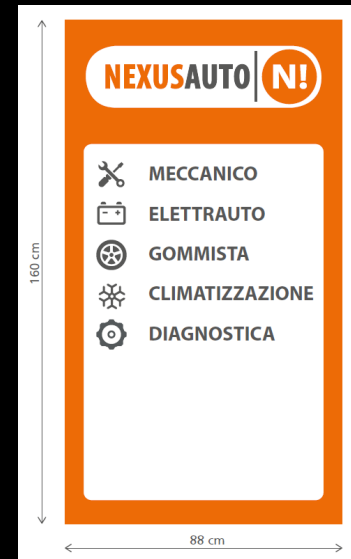 NEXUSAUTO N!
MECCANICO
ELETTRAUTO
GOMMISTA
CLIMATIZZAZIONE
DIAGNOSTICA
160 cm
88 cm